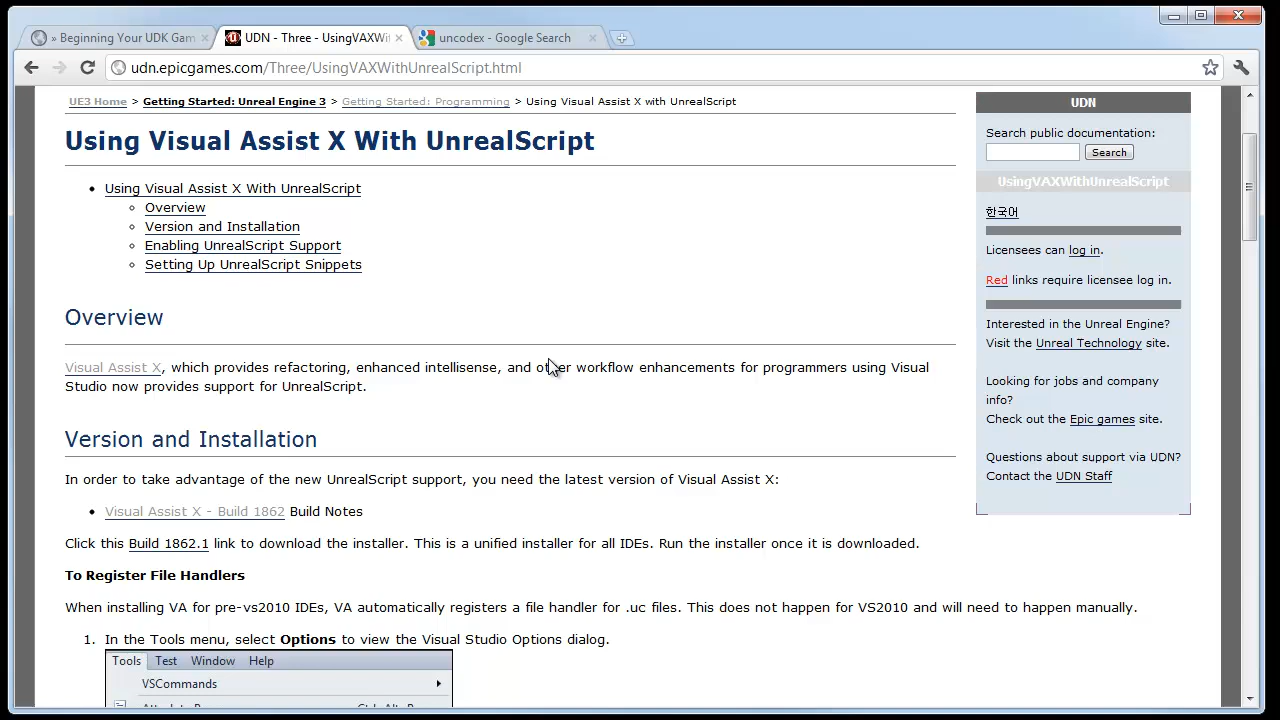 » Beginning Your UDK Gam
UDN - Three - UsingVAXWi
uncodex - Google Search
udn.epicgames.com/Three/UsingVAXWithUnrealScript.html
UE3 Home > Getting Started: Unreal Engine 3 > Getting Started: Programming > Using Visual Assist X with UnrealScript
Using Visual Assist X With UnrealScript
Using Visual Assist X With UnrealScript
Overview
Version and Installation
Enabling UnrealScript Support
Setting Up UnrealScript Snippets
Overview
Visual Assist X, which provides refactoring, enhanced intellisense, and other workflow enhancements for programmers using Visual
Studio now provides support for UnrealScript.
Version and Installation
In order to take advantage of the new UnrealScript support, you need the latest version of Visual Assist X:
Visual Assist X - Build 1862 Build Notes
Click this Build 1862.1 link to download the installer. This is a unified installer for all IDEs. Run the installer once it is downloaded.
To Register File Handlers
When installing VA for pre-vs2010 IDEs, VA automatically registers a file handler for .uc files. This does not happen for VS2010 and will need to happen manually.
1. In the Tools menu, select Options to view the Visual Studio Options dialog.
Tools Test Window Help
VSCommands
UDN
Search public documentation:
Search
UsingVAXWithUnrealScript
한국어
Licensees can log in.
Red links require licensee log in.
Interested in the Unreal Engine?
Visit the Unreal Technology site.
Looking for jobs and company
info?
Check out the Epic games site.
Questions about support via UDN?
Contact the UDN Staff